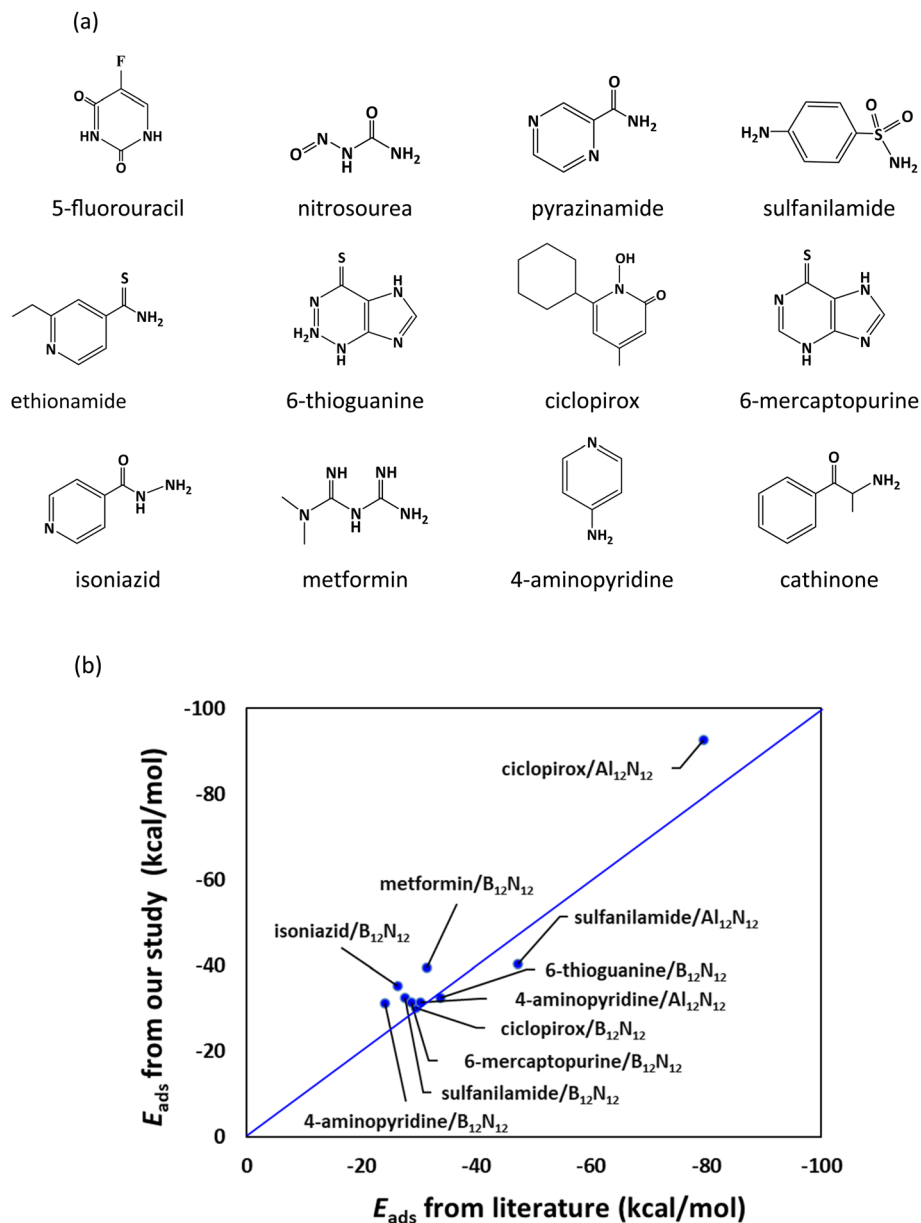 (a)
F
O
NH
NH
O
5-fluorouracil
O
N
N
H
O
NH2
nitrosourea
N
N
O
NH2
pyrazinamide
H2N
O
O
S
NH2
sulfanilamide
S
NH2
N
ethionamide
S
N
H2N
N
H
H
N
N
6-thioguanine
OH
N
O
ciclopirox
S
N
N
H
H
N
N
6-mercaptopurine
O
N
H
NH2
N
isoniazid
NH
NH
N
N
H
NH2
metformin
N
NH2
4-aminopyridine
O
NH2
cathinone
(b)
E_ads from our study (kcal/mol)
-100
-80
-60
-40
-20
0
ciclopirox/Al₁₂N₁₂
metformin/B₁₂N₁₂
sulfanilamide/Al₁₂N₁₂
isoniazid/B₁₂N₁₂
6-thioguanine/B₁₂N₁₂
4-aminopyridine/Al₁₂N₁₂
ciclopirox/B₁₂N₁₂
6-mercaptopurine/B₁₂N₁₂
sulfanilamide/B₁₂N₁₂
4-aminopyridine/B₁₂N₁₂
0 -20 -40 -60 -80 -100
E_ads from literature (kcal/mol)